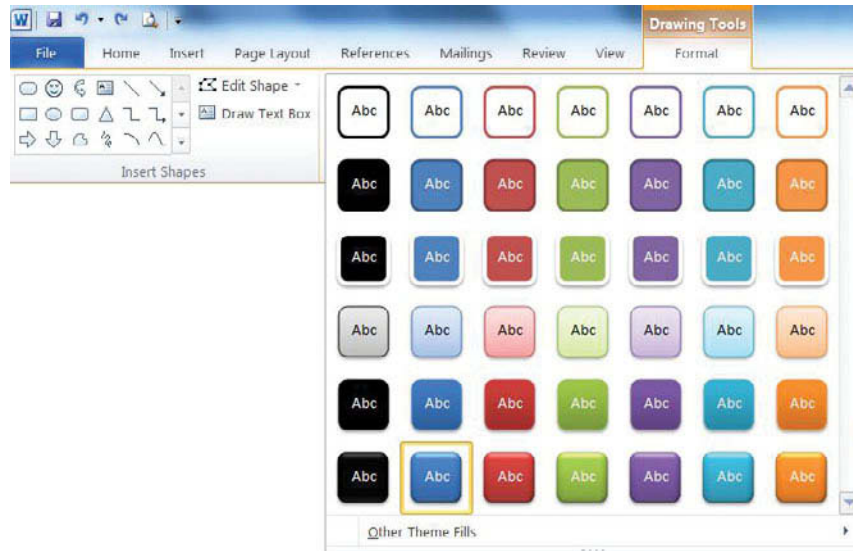 W
Drawing Tools
File Home Insert Page Layout References Mailings Review View Format
Edit Shape
Draw Text Box
Insert Shapes
Abc Abc Abc Abc Abc Abc Abc
Abc Abc Abc Abc Abc Abc Abc
Abc Abc Abc Abc Abc Abc Abc
Abc Abc Abc Abc Abc Abc Abc
Abc Abc Abc Abc Abc Abc Abc
Abc Abc Abc Abc Abc Abc Abc
Other Theme Fills